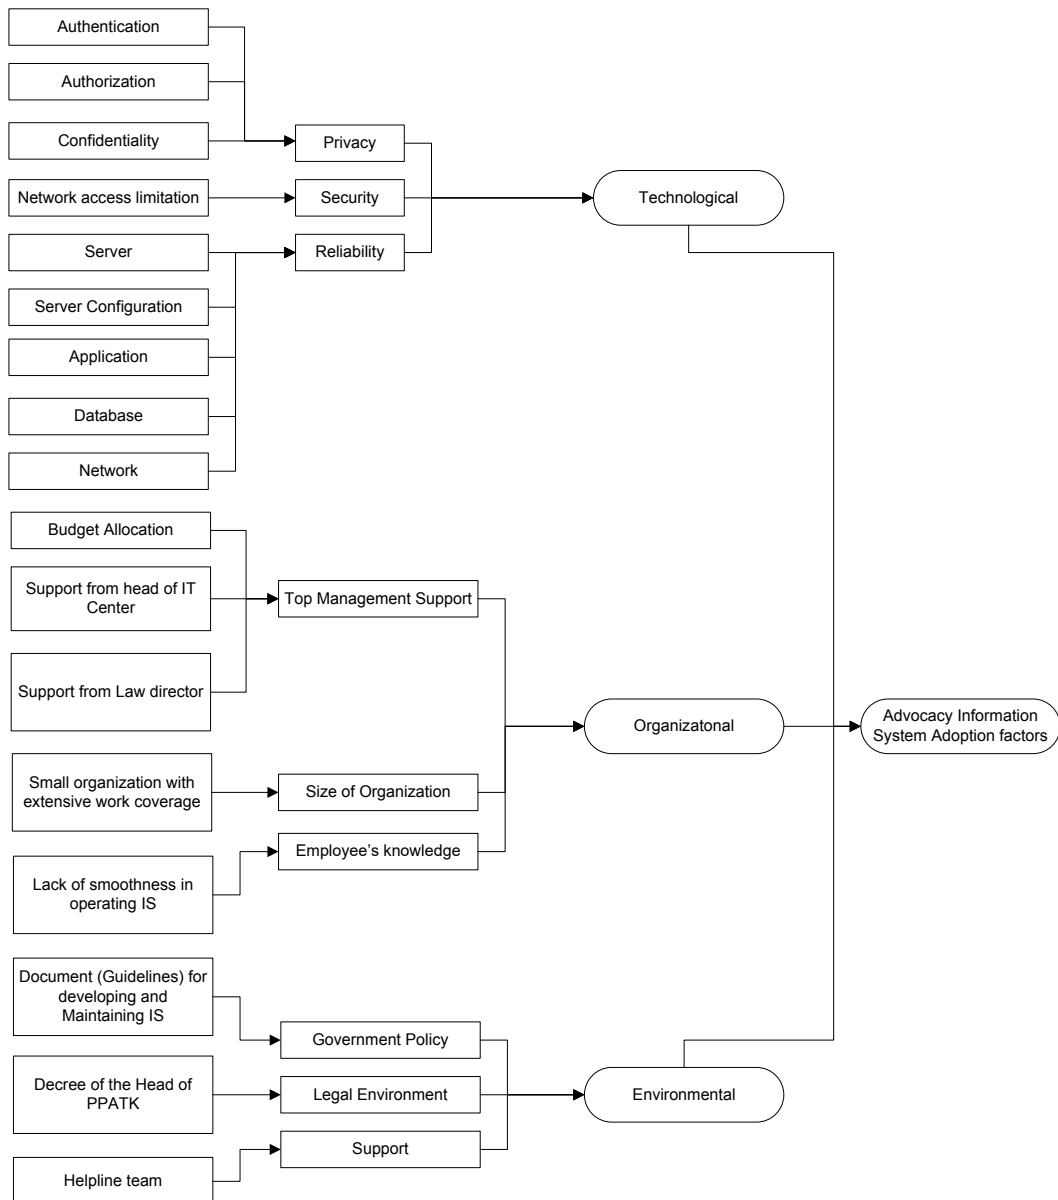 Authentication
Authorization
Confidentiality
Privacy
Network access limitation
Security
Technological
Server
Reliability
Server Configuration
Application
Database
Network
Budget Allocation
Support from head of IT
Center
Top Management Support
Support from Law director
Organizatonal
Advocacy Information
System Adoption factors
Small organization with
extensive work coverage
Size of Organization
Employee's knowledge
Lack of smoothness in
operating IS
Document (Guidelines) for
developing and
Maintaining IS
Government Policy
Decree of the Head of
PPATK
Legal Environment
Environmental
Support
Helpline team